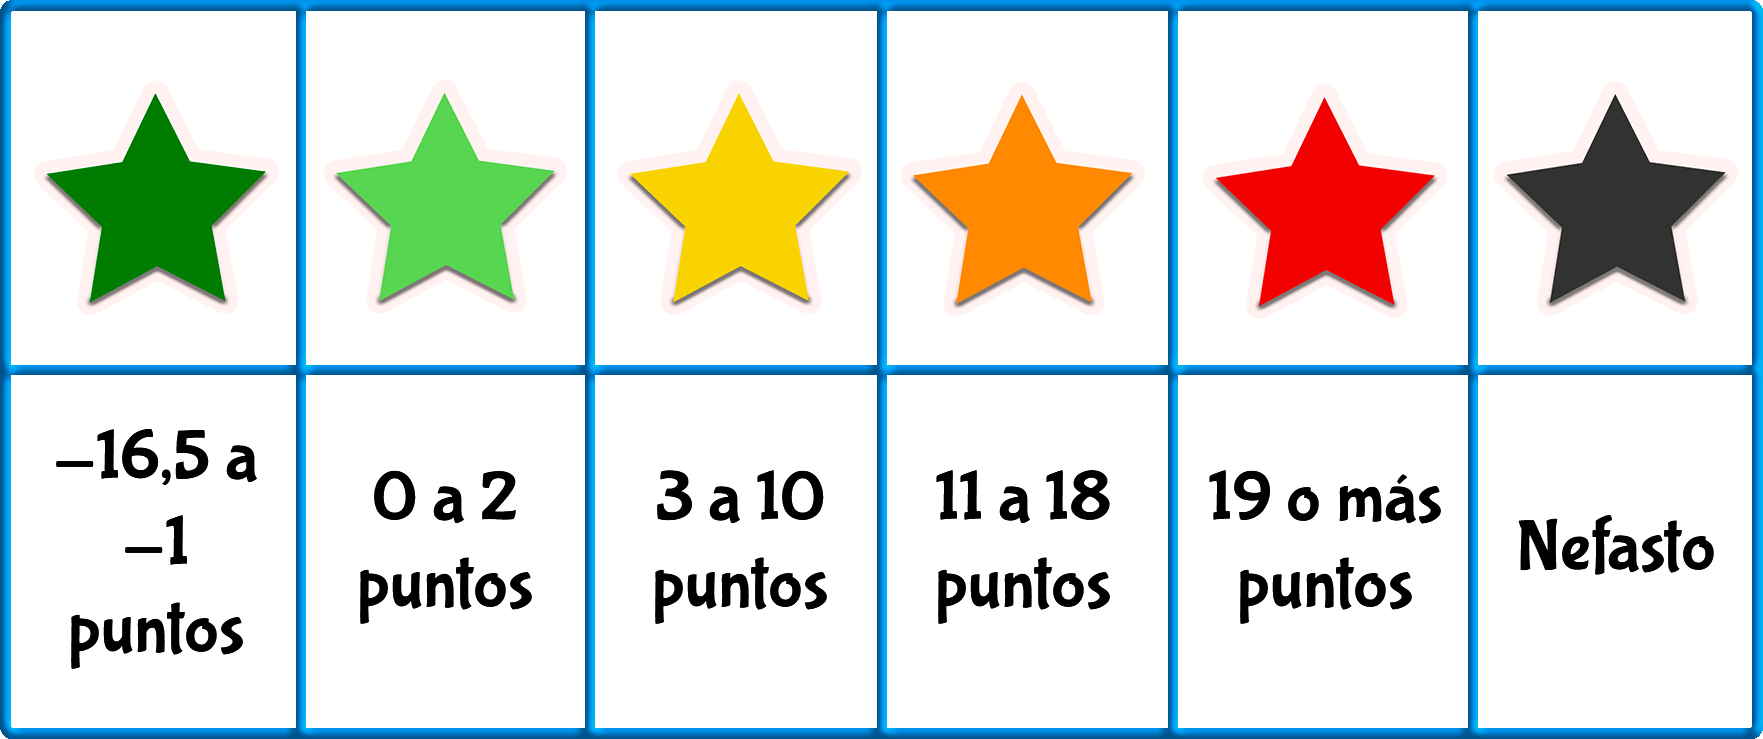 –16,5 a
–1
puntos
0 a 2
puntos
3 a 10
puntos
11 a 18
puntos
19 o más
puntos
Nefasto